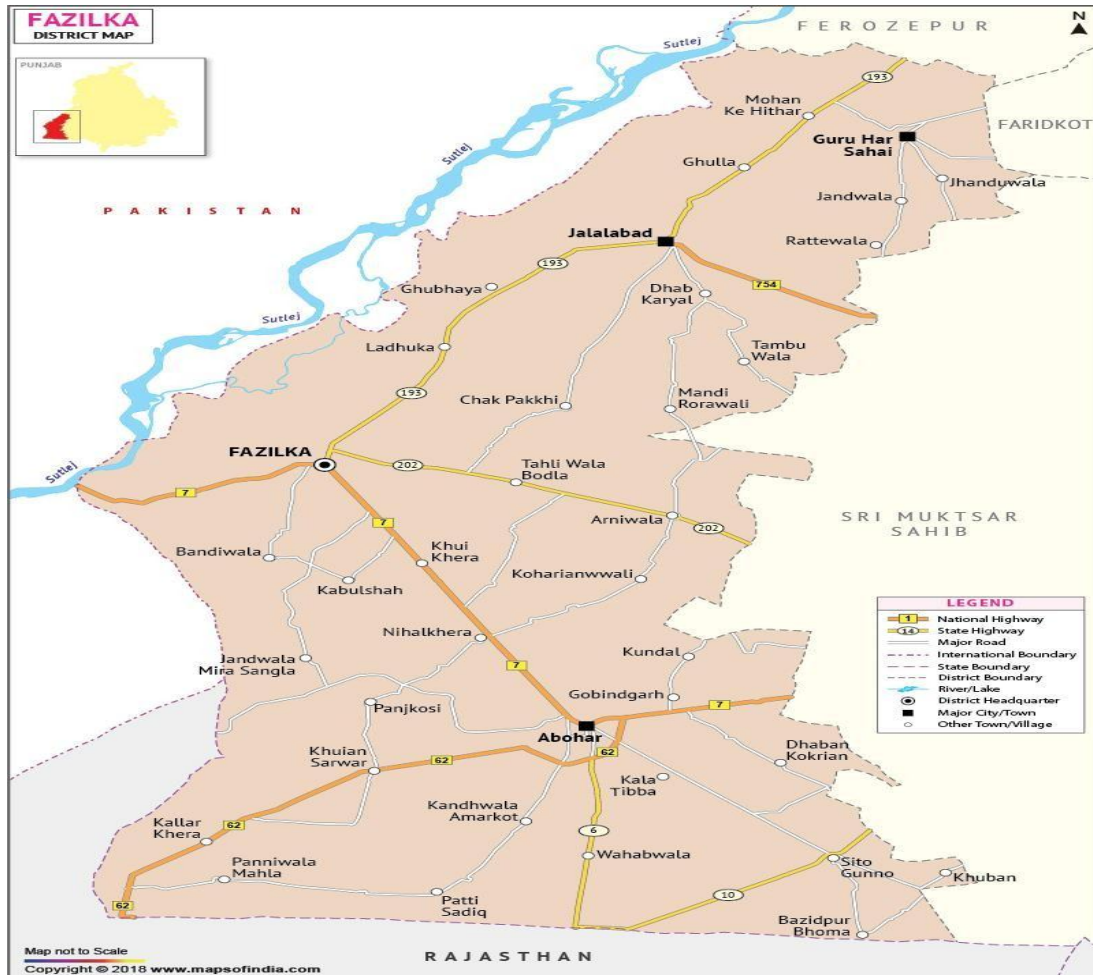 FAZILKA
DISTRICT MAP
PUNJAB
N
FEROZEPUR
Sutlej
193
Mohan
Ke Hithar
FARIDKOT
Guru Har
Sahai
Ghulla
Sutlej
Jhanduwala
Jandwala
PAKISTAN
Jalalabad
Rattewala
193
Ghubhaya
Dhab
Karyal
754
Sutlej
Ladhuka
Tambu
Wala
193
Chak Pakkhi
Mandi
Rorawali
FAZILKA
202
Tahli Wala
Bodla
Sutlej
7
7
Arniwala
202
SRI MUKTSAR
SAHIB
Bandiwala
Khui
Khera
Kabulshah
Koharianwwali
Nihalkhera
Kundal
Jandwala
Mira Sangla
7
Gobindgarh
7
Panjkosi
Abohar
Khuian
Sarwar
62
62
Dhaban
Kokrian
Kala
Tibba
Kandhwala
Amarkot
Kallar
Khera
62
6
Wahabwala
Panniwala
Mahla
Sito
Gunno
Khuban
Patti
Sadiq
10
62
Bazidpur
Bhoma
RAJASTHAN
LEGEND
1 National Highway
14 State Highway
Major Road
International Boundary
State Boundary
District Boundary
River/Lake
District Headquarter
Major City/Town
Other Town/Village
Map not to Scale
Copyright © 2018 www.mapsofindia.com